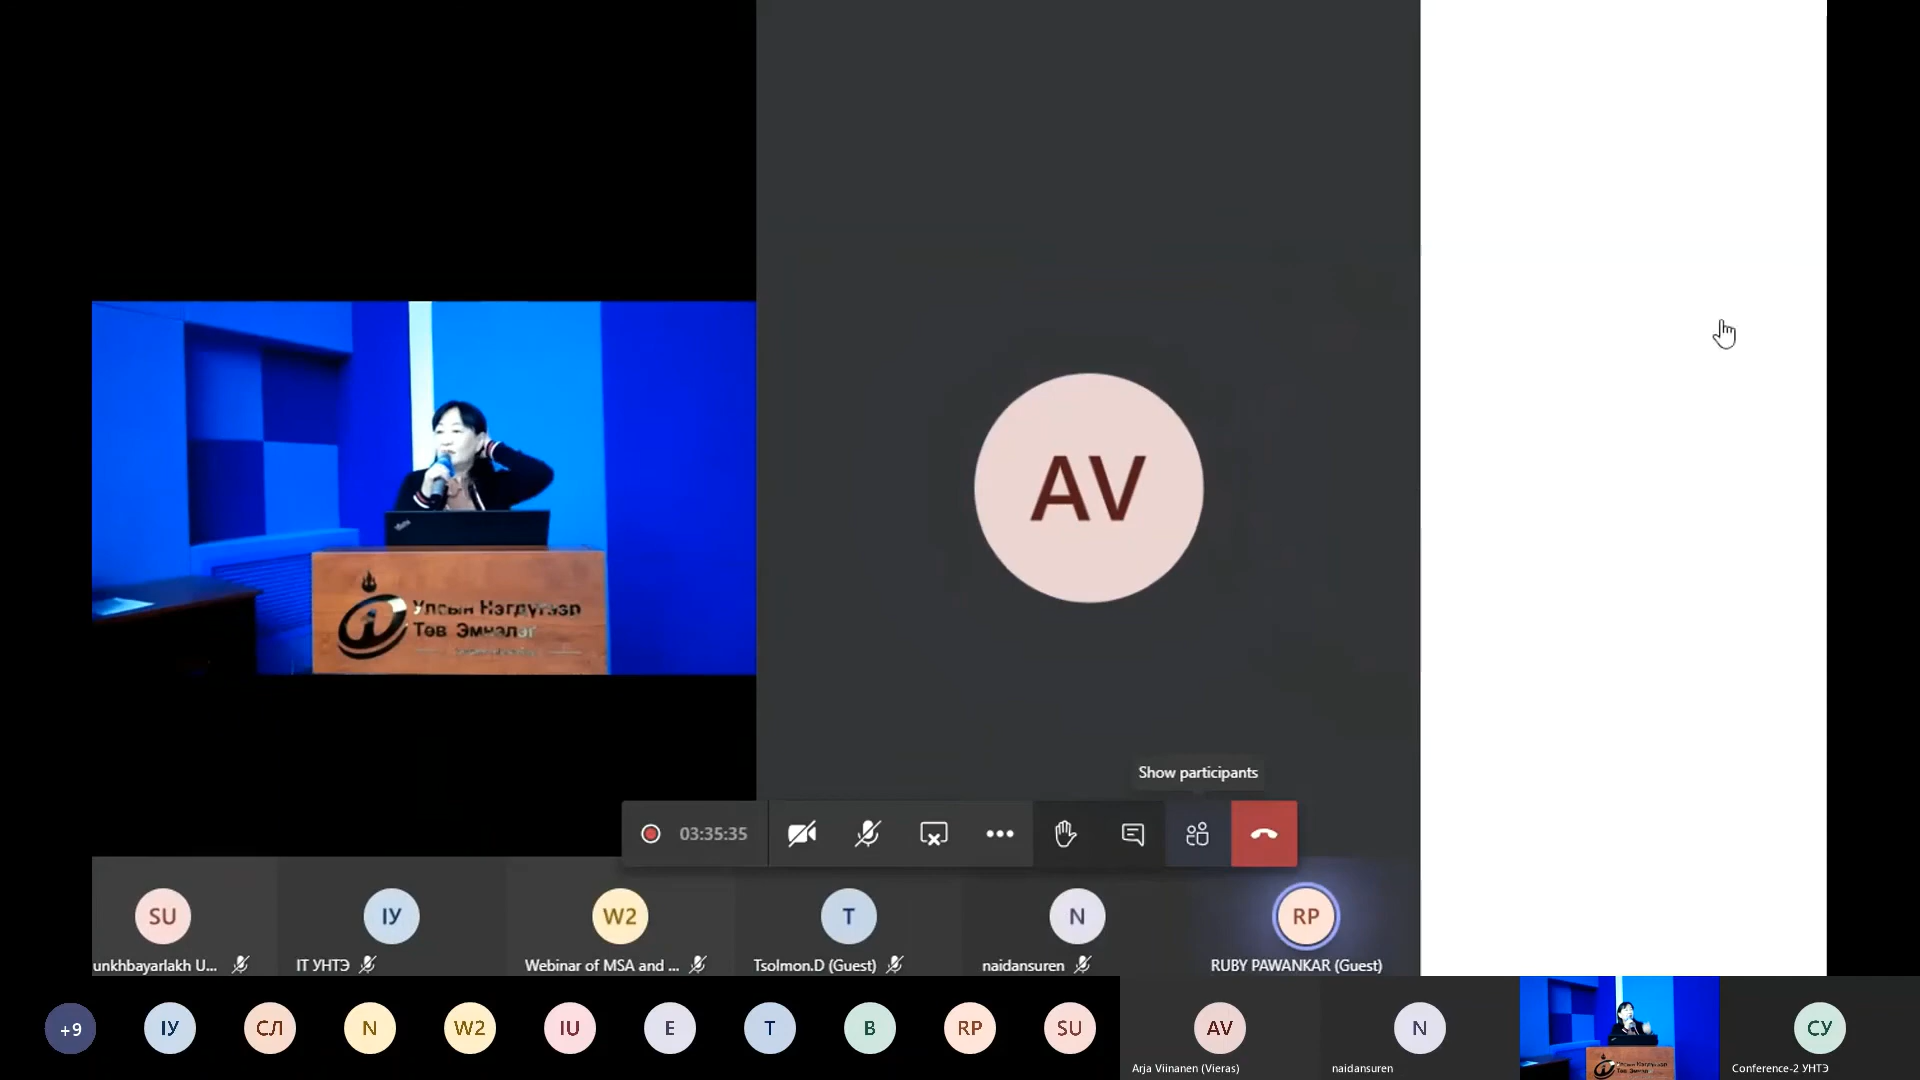 AV
Улсын Нэгдүгээр
Төв Эмнэлэг
Show participants
03:35:35
SU
IУ
W2
T
N
RP
unkhbayarlakh U...
IT УНТЭ
Webinar of MSA and ...
Tsolmon.D (Guest)
naidansuren
RUBY PAWANKAR (Guest)
+9
IУ
СЛ
N
W2
IU
E
T
B
RP
SU
AV
N
СУ
Arja Viinanen (Vieras)
naidansuren
Conference-2 УНТЭ